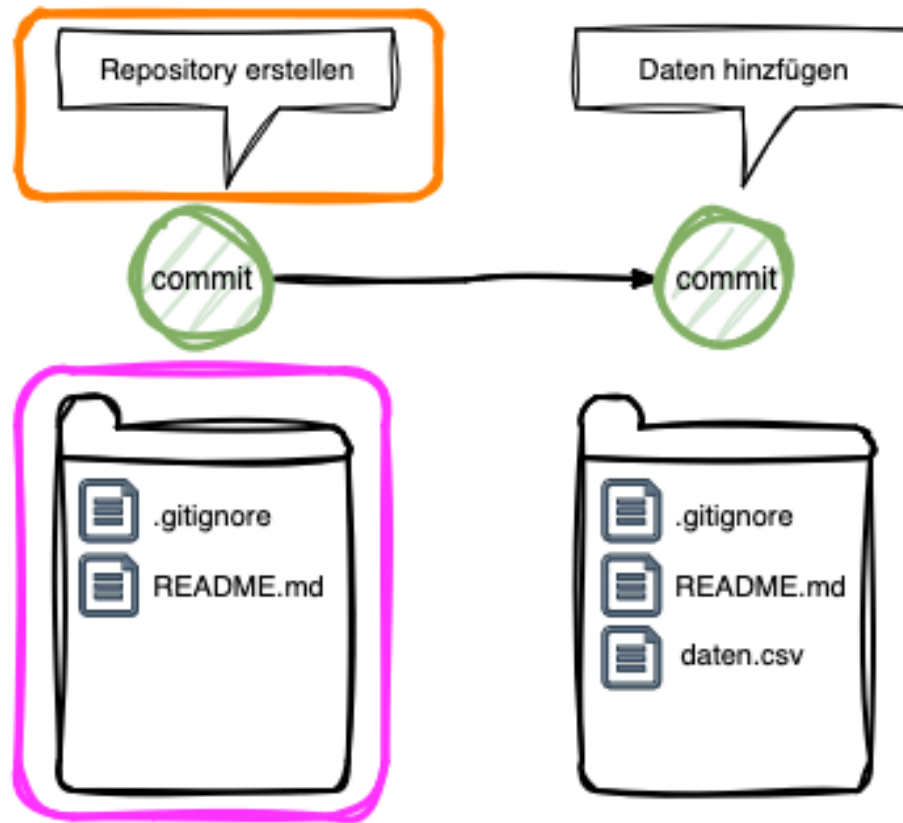 Repository erstellen
Daten hinzfügen
commit
commit
.gitignore
README.md
.gitignore
README.md
daten.csv